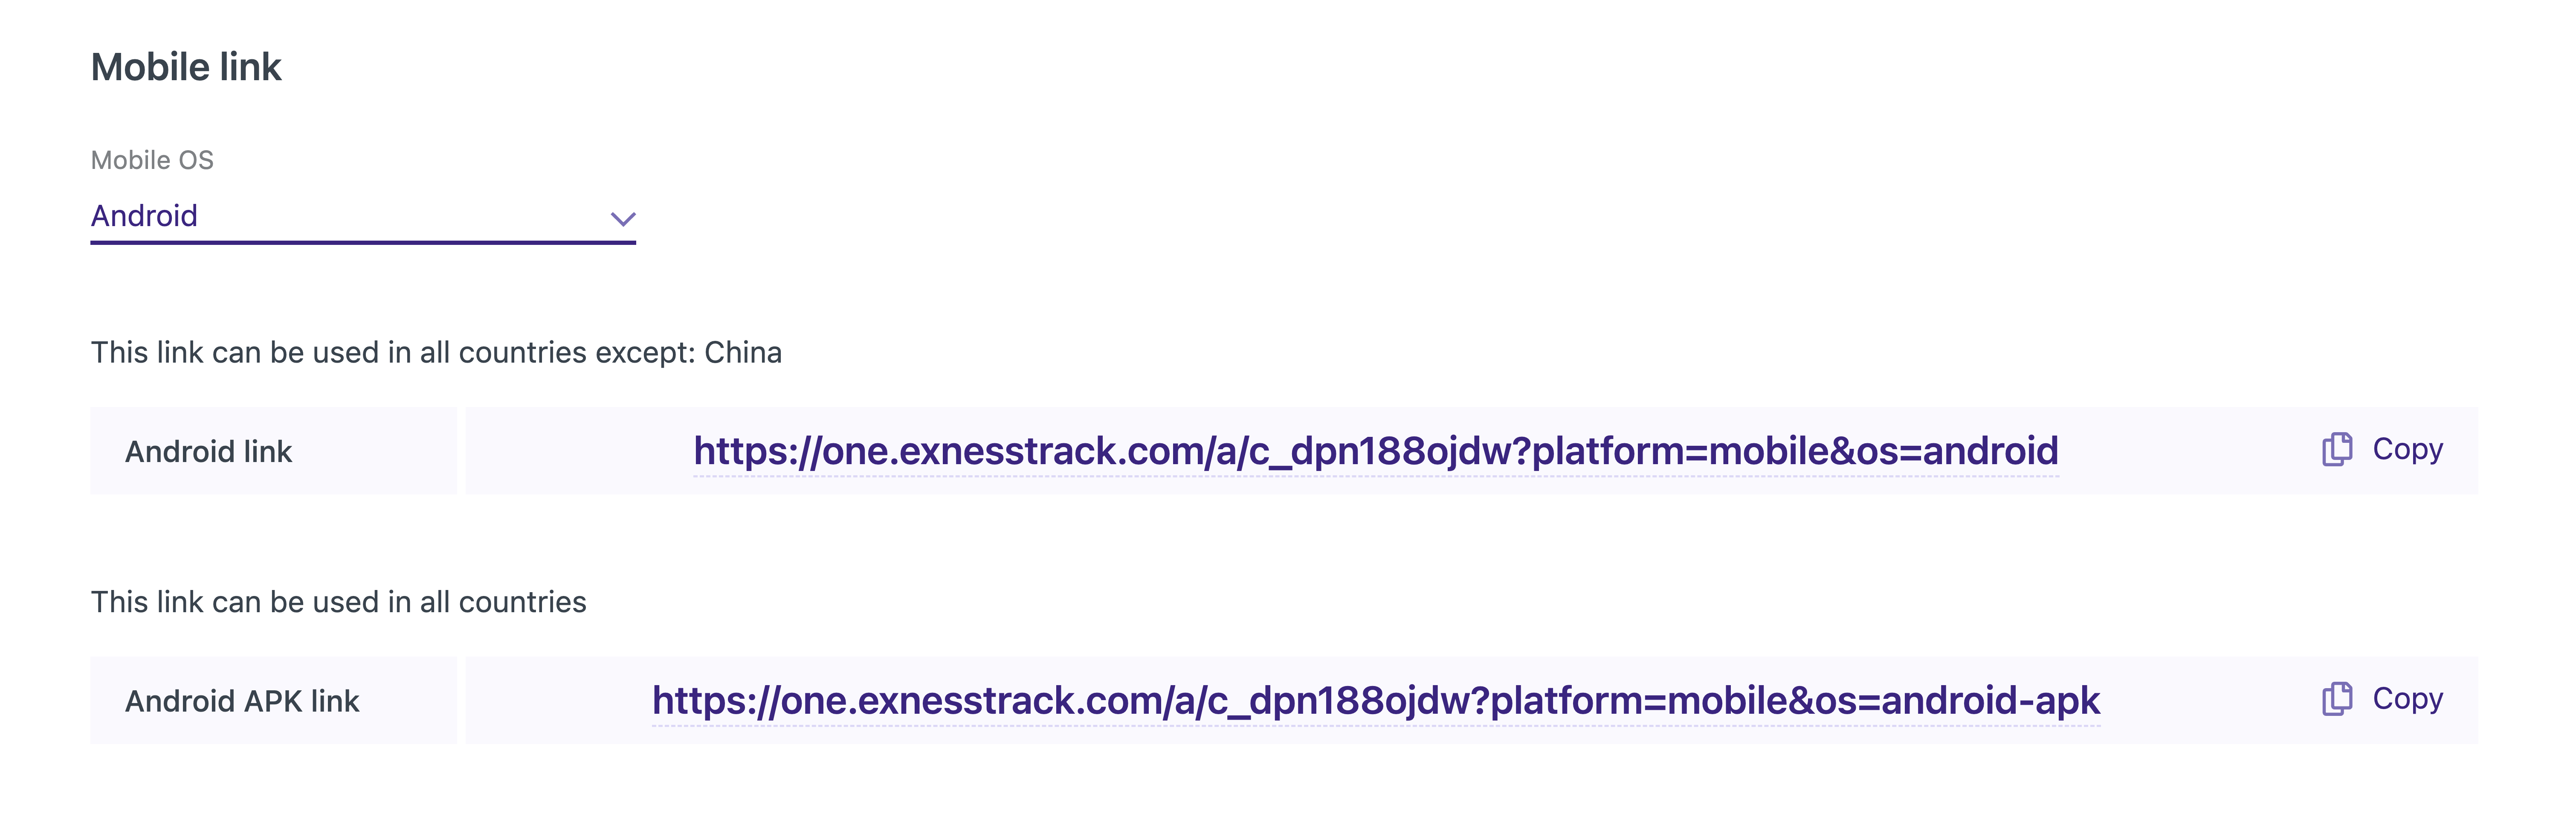 Mobile link
Mobile OS
Android
This link can be used in all countries except: China
Android link https://one.exnesstrack.com/a/c_dpn188ojdw?platform=mobile&os=android Copy
This link can be used in all countries
Android APK link https://one.exnesstrack.com/a/c_dpn188ojdw?platform=mobile&os=android-apk Copy